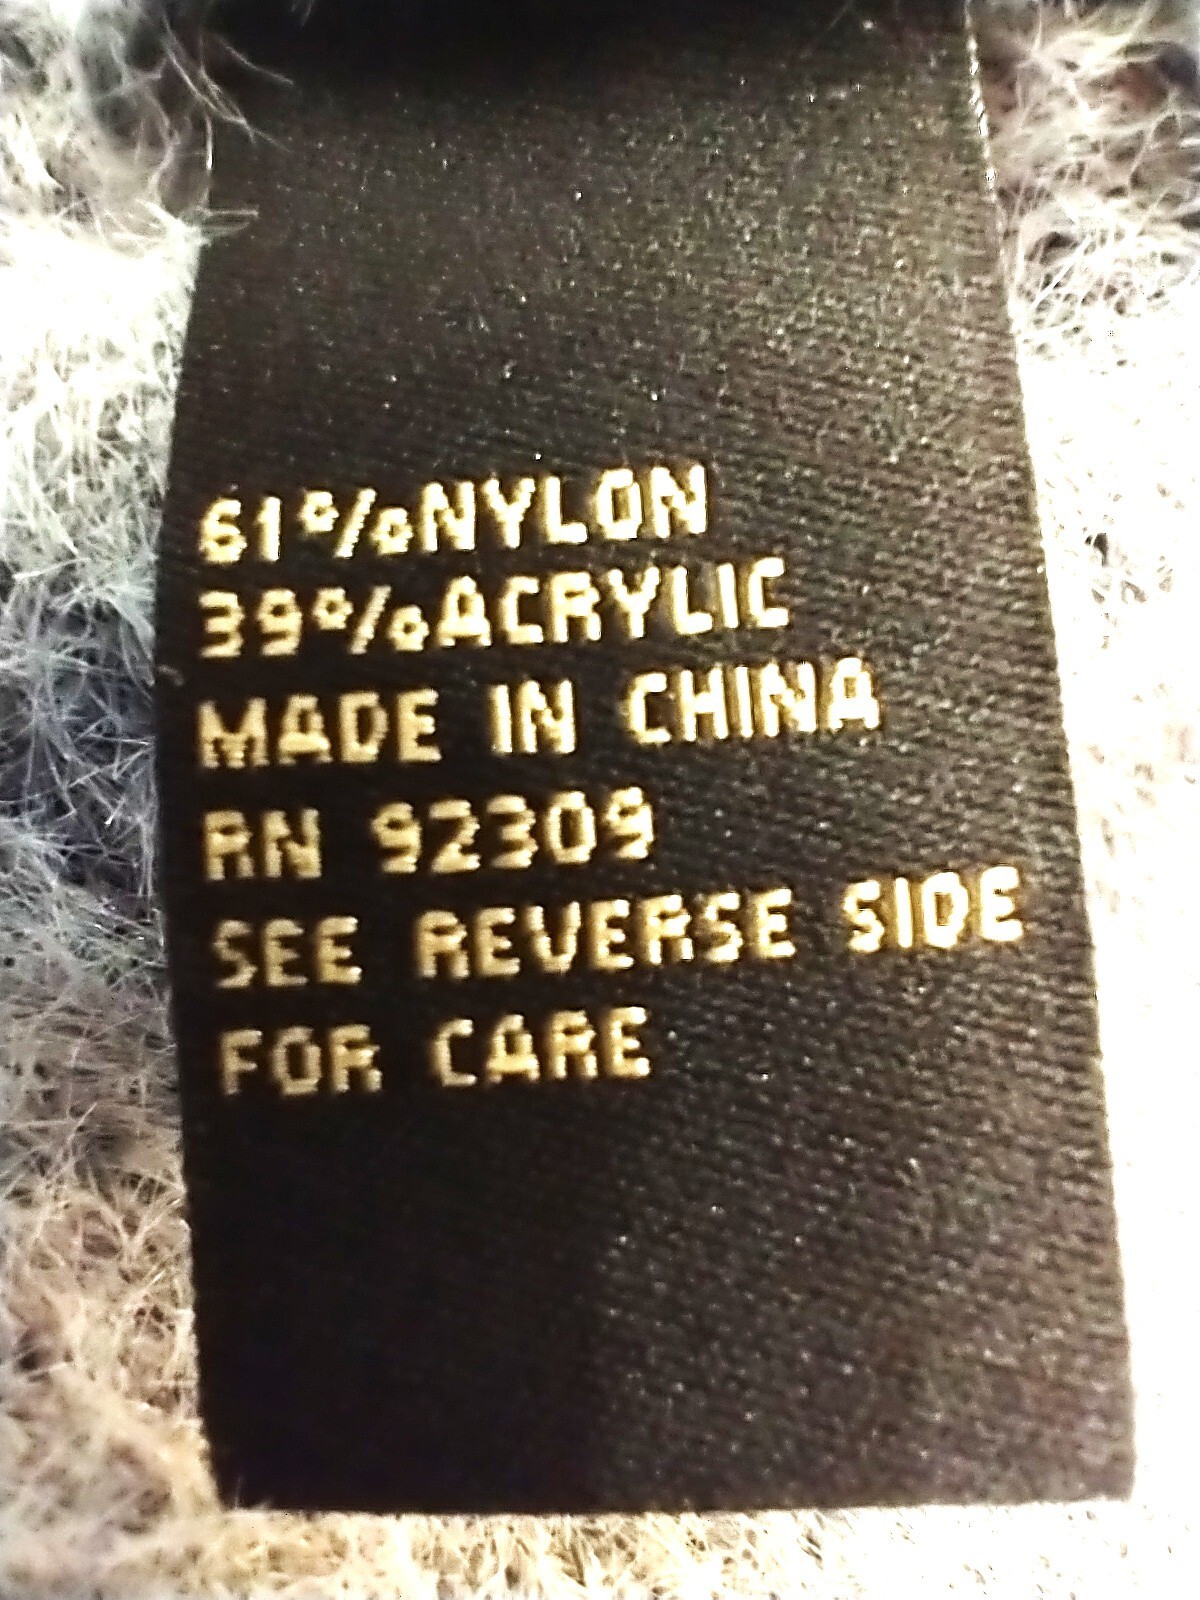 61%NYLON
39%ACRYLIC
MADE IN CHINA
RN 92309
SEE REVERSE SIDE
FOR CARE